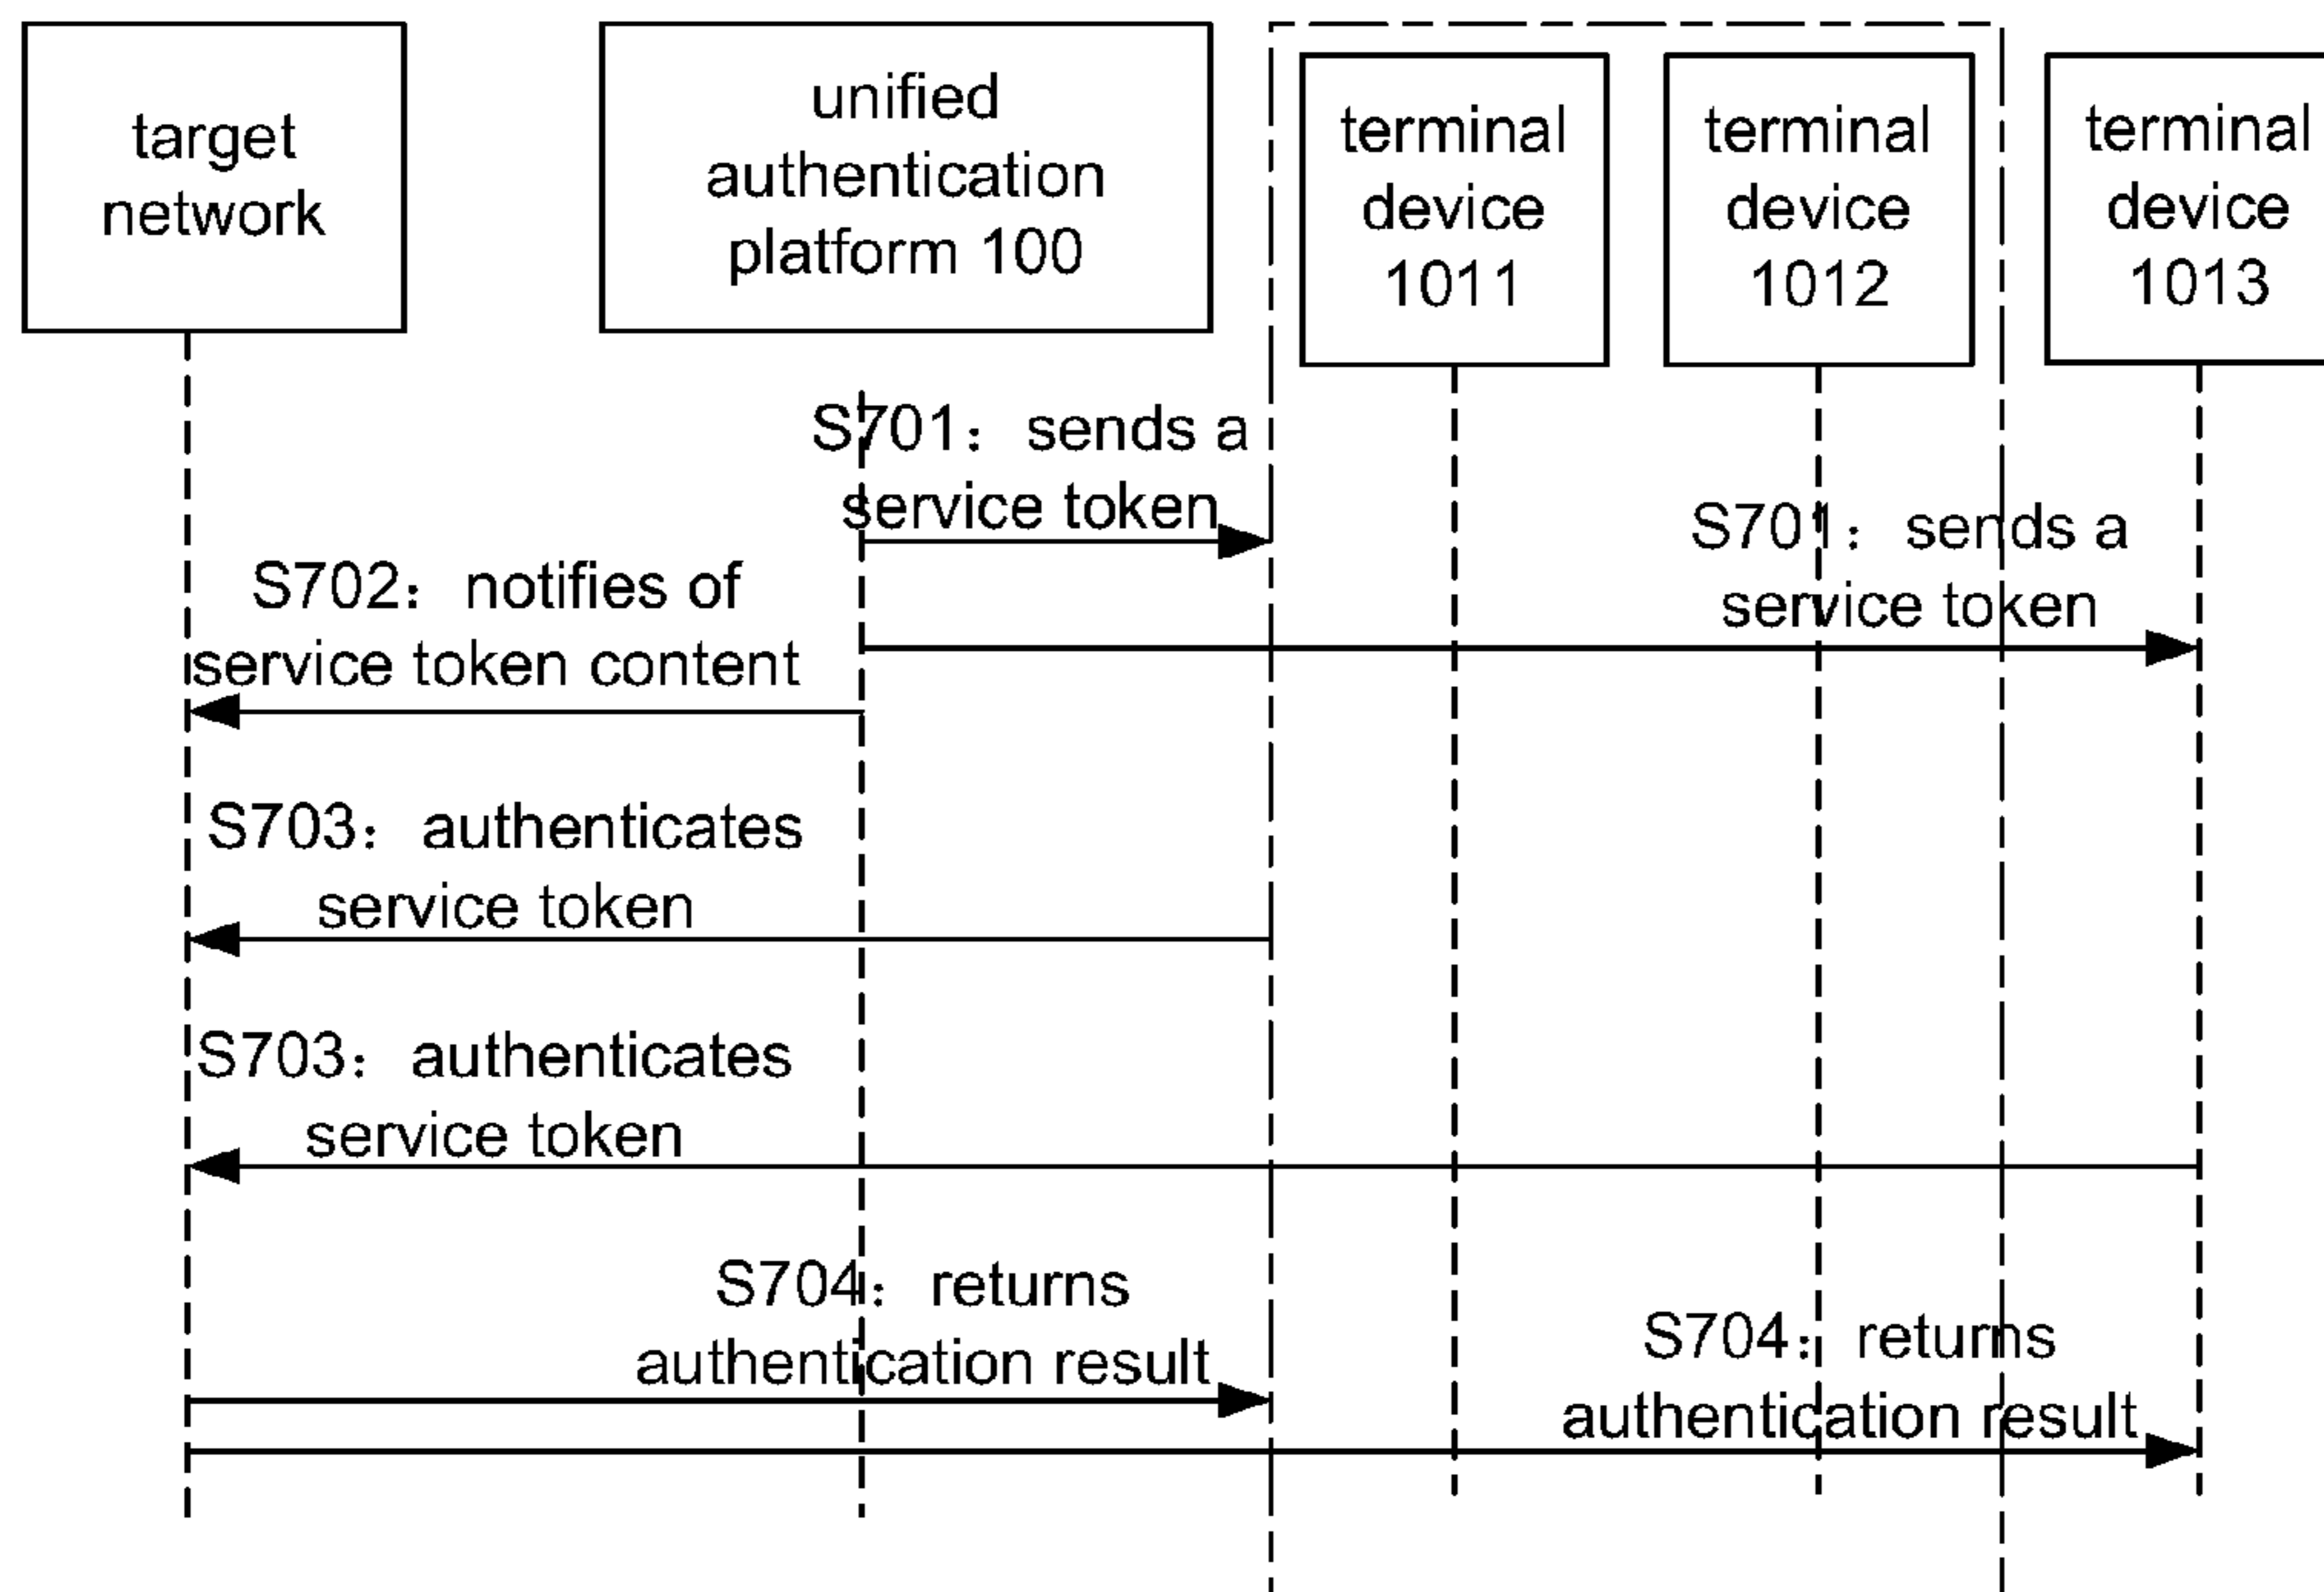 target
network
unified
authentication
platform 100
terminal
device
1011
terminal
device
1012
terminal
device
1013
S701：sends a
service token
S701：sends a
service token
S702：notifies of
service token content
S703：authenticates
service token
S703：authenticates
service token
S704：returns
authentication result
S704：returns
authentication result